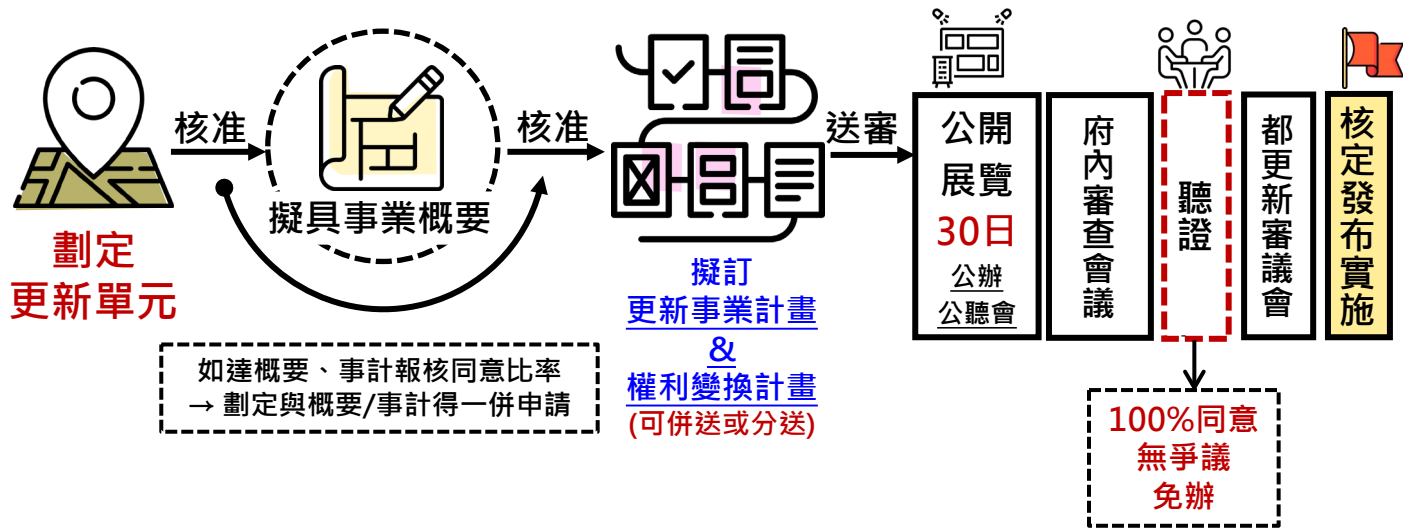 劃定
更新單元
核准
擬具事業概要
核准
如達概要、事計報核同意比率
→ 劃定與概要/事計得一併申請
擬訂
更新事業計畫
&
權利變換計畫
(可併送或分送)
送審
公開
展覽
30日
公辦
公聽會
府內審查會議
聽證
都更新審議會
核定發布實施
100%同意
無爭議
免辦